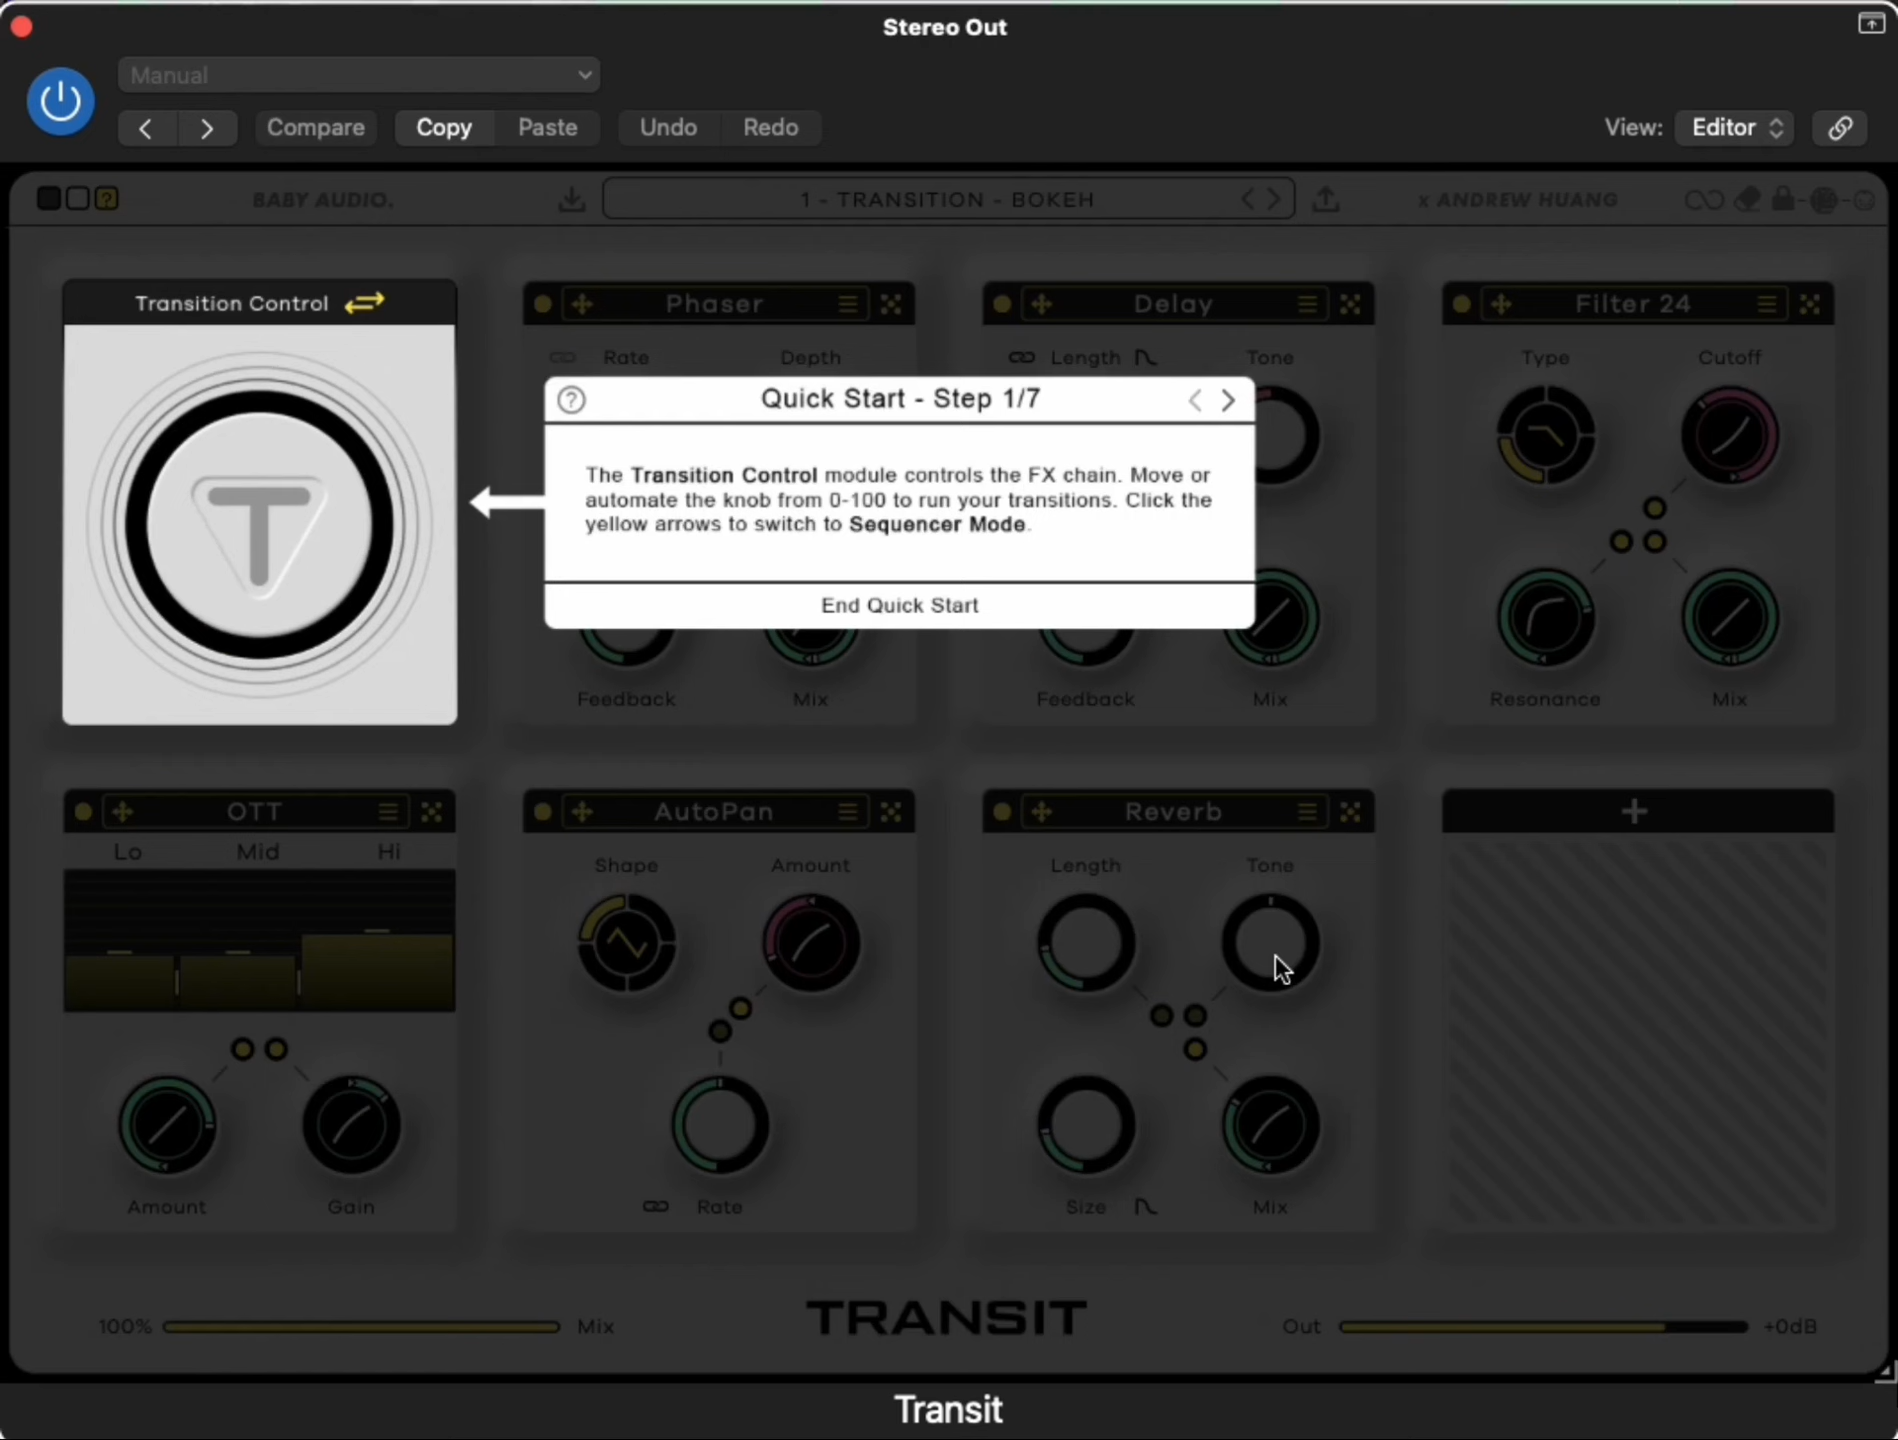 Stereo Out
Manual
Compare Copy Paste Undo Redo View: Editor
? BABY AUDIO. 1 - TRANSITION - BOKEH x ANDREW HUANG
Transition Control
Phaser
Delay
Filter 24
Rate Depth
Length Tone
Type Cutoff
T
? Quick Start - Step 1/7
The Transition Control module controls the FX chain. Move or
automate the knob from 0-100 to run your transitions. Click the
yellow arrows to switch to Sequencer Mode.
End Quick Start
Feedback Mix
Feedback Mix
Resonance Mix
OTT
AutoPan
Reverb
+
Lo Mid Hi
Shape Amount
Length Tone
Amount Gain
Rate
Size Mix
100% Mix
TRANSIT
Out +0dB
Transit